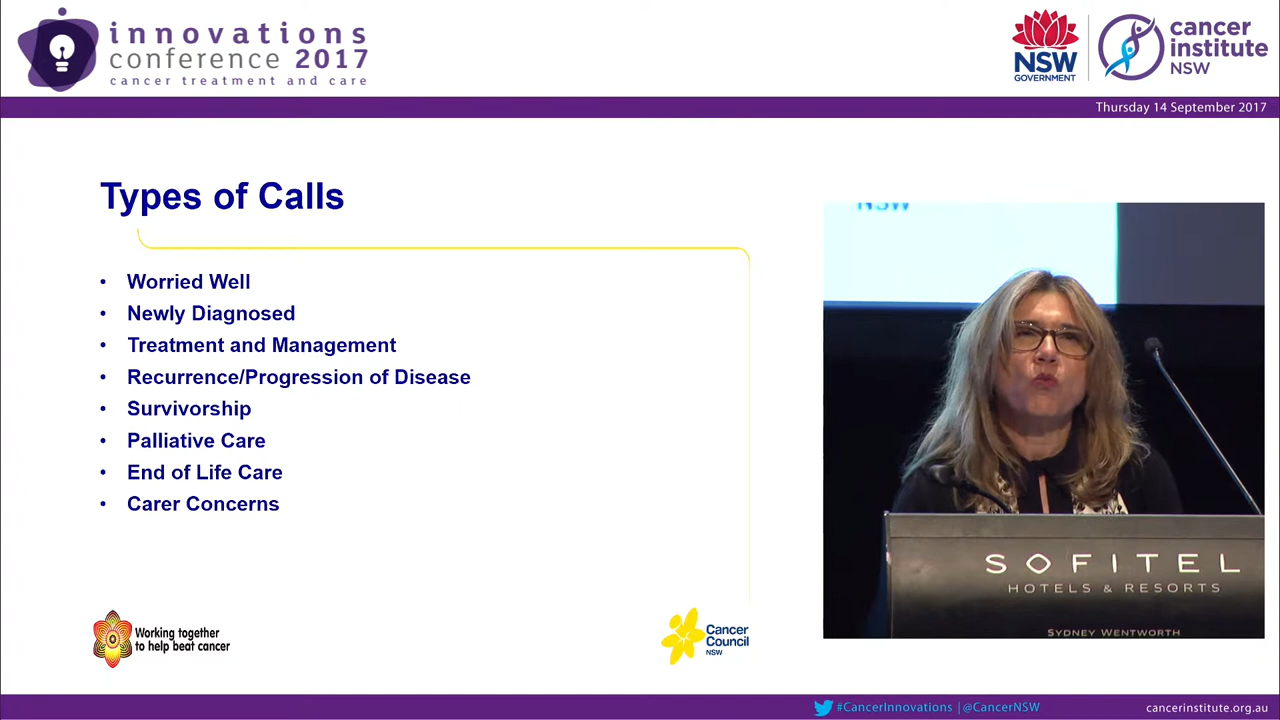 innovations
conference 2017
cancer treatment and care
NSW
GOVERNMENT
cancer
institute
NSW
Thursday 14 September 2017
Types of Calls
• Worried Well
• Newly Diagnosed
• Treatment and Management
• Recurrence/Progression of Disease
• Survivorship
• Palliative Care
• End of Life Care
• Carer Concerns
NSW
SOFITEL
HOTELS & RESORTS
SYDNEY WENTWORTH
Working together
to help beat cancer
Cancer
Council
NSW
#CancerInnovations | @CancerNSW
cancerinstitute.org.au